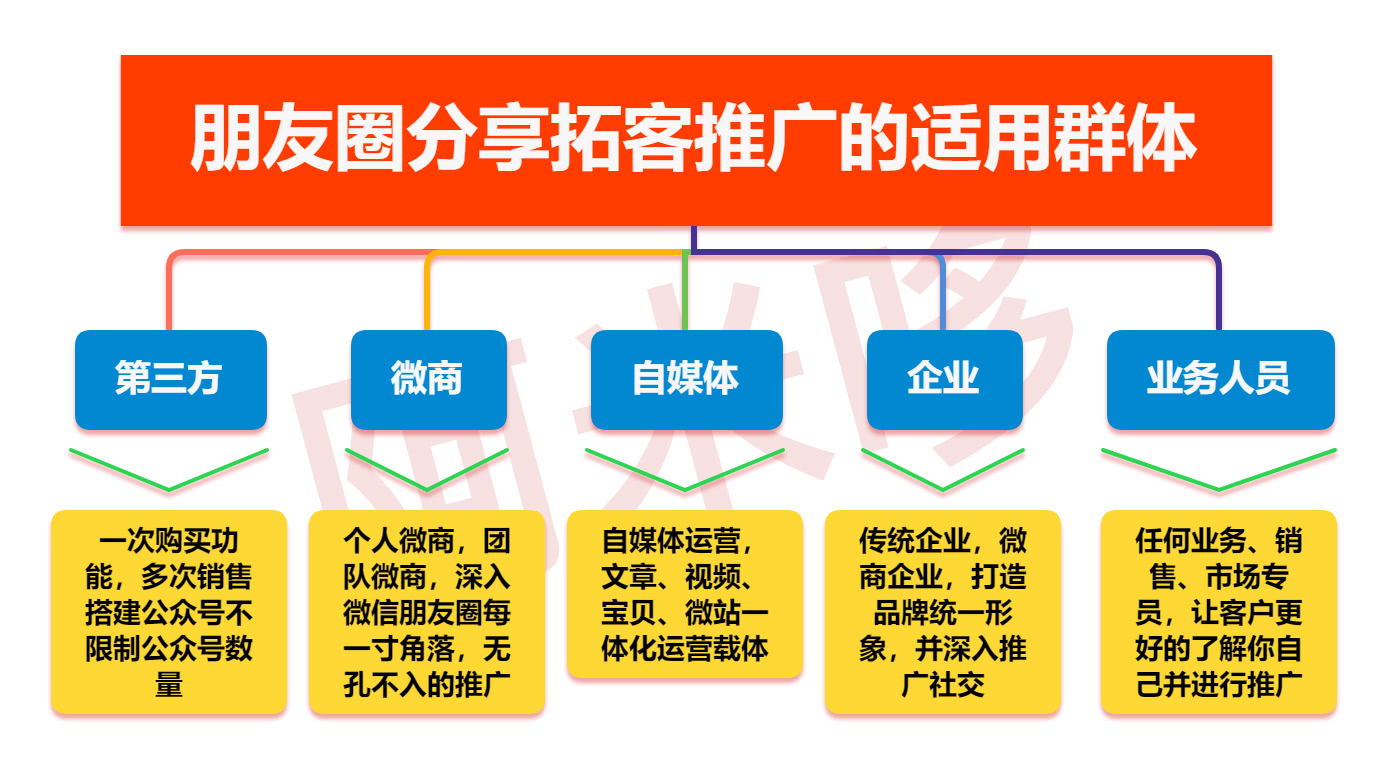 朋友圈分享拓客推广的适用群体
第三方
微商
自媒体
企业
业务人员
一次购买功
能，多次销售
搭建公众号不
限制公众号数
量
个人微商，团
队微商，深入
微信朋友圈每
一寸角落，无
孔不入的推广
自媒体运营，
文章、视频、
宝贝、微站一
体化运营载体
传统企业，微
商企业，打造
品牌统一形
象，并深入推
广社交
任何业务、销
售、市场专
员，让客户更
好的了解你自
己并进行推广
阿米哆